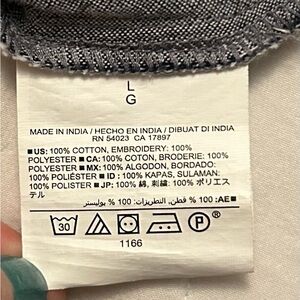 L
G
MADE IN INDIA / HECHO EN INDIA / DIBUAT DI INDIA
RN 54023 CA 17897
■US: 100% COTTON, EMBROIDERY: 100%
POLYESTER ■CA: 100% COTON, BRODERIE: 100%
POLYESTER ■MX: 100% ALGODON, BORDADO:
100% POLIÉSTER ■ID: 100% KAPAS, SULAMAN:
100% POLISTER ■JP: 100% 綿, 刺繍: 100% ポリエス
テル
■AE: 100 % قطن, التطريزات: 100 % بوليستر
30 P
1166